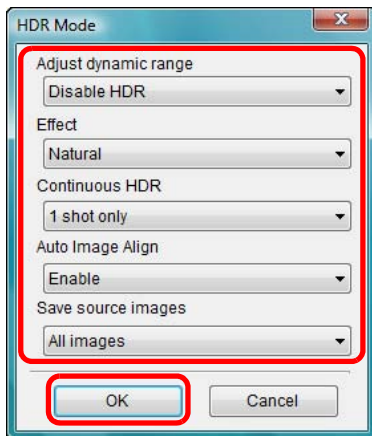 HDR Mode
Adjust dynamic range
Disable HDR
Effect
Natural
Continuous HDR
1 shot only
Auto Image Align
Enable
Save source images
All images
OK Cancel